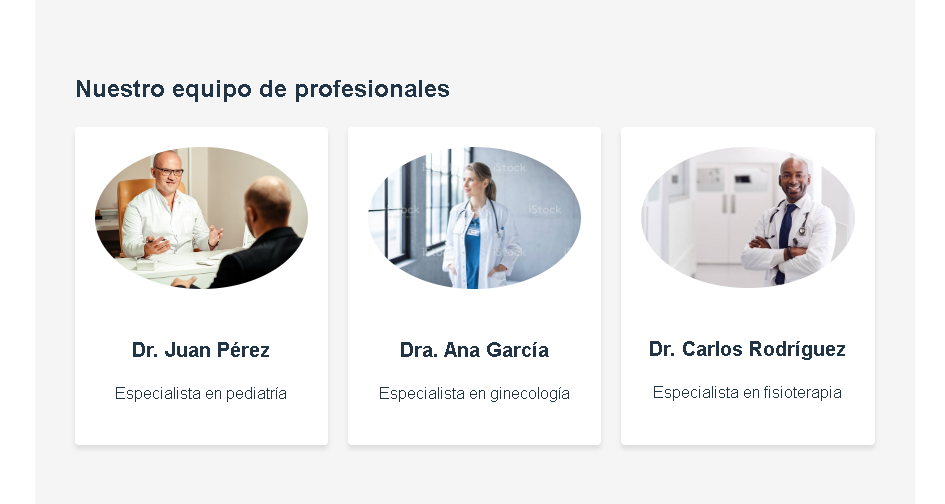 Nuestro equipo de profesionales
iStock
iStock
iStock
Dr. Juan Pérez
Dra. Ana García
Dr. Carlos Rodríguez
Especialista en pediatría
Especialista en ginecología
Especialista en fisioterapia